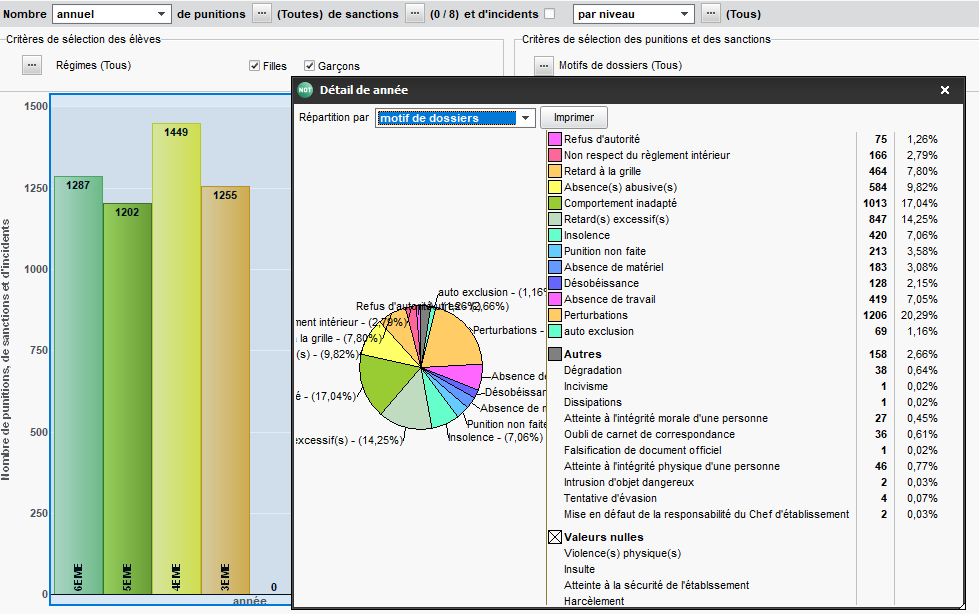 Nombre annuel de punitions ... (Toutes) de sanctions ... (0 / 8) et d'incidents par niveau ... (Tous)
Critères de sélection des élèves
Critères de sélection des punitions et des sanctions
... Régimes (Tous) Filles Garçons
... Motifs de dossiers (Tous)
Nombre de punitions, de sanctions et d'incidents
1500
1250
1000
750
500
250
0
1287
1202
1449
1255
0
6EME
5EME
4EME
3EME
année
NOT Détail de année
Répartition par motif de dossiers Imprimer
auto exclusion - (1,16%
Refus d'autorité (1,26%) (2,66%)
ment intérieur - (2,79%)
la grille - (7,80%)
(s) - (9,82%)
é - (17,04%)
xcessif(s) - (14,25%)
Perturbations -
Absence de
Désobéissan
Absence de m
Punition non faite
Insolence - (7,06%)
Refus d'autorité 75 1,26%
Non respect du règlement intérieur 166 2,79%
Retard à la grille 464 7,80%
Absence(s) abusive(s) 584 9,82%
Comportement inadapté 1013 17,04%
Retard(s) excessif(s) 847 14,25%
Insolence 420 7,06%
Punition non faite 213 3,58%
Absence de matériel 183 3,08%
Désobéissance 128 2,15%
Absence de travail 419 7,05%
Perturbations 1206 20,29%
auto exclusion 69 1,16%
Autres 158 2,66%
Dégradation 38 0,64%
Incivisme 1 0,02%
Dissipations 1 0,02%
Atteinte à l'intégrité morale d'une personne 27 0,45%
Oubli de carnet de correspondance 36 0,61%
Falsification de document officiel 1 0,02%
Atteinte à l'intégrité physique d'une personne 46 0,77%
Intrusion d'objet dangereux 2 0,03%
Tentative d'évasion 4 0,07%
Mise en défaut de la responsabilité du Chef d'établissement 2 0,03%
Valeurs nulles
Violence(s) physique(s)
Insulte
Atteinte à la sécurité de l'établssement
Harcèlement